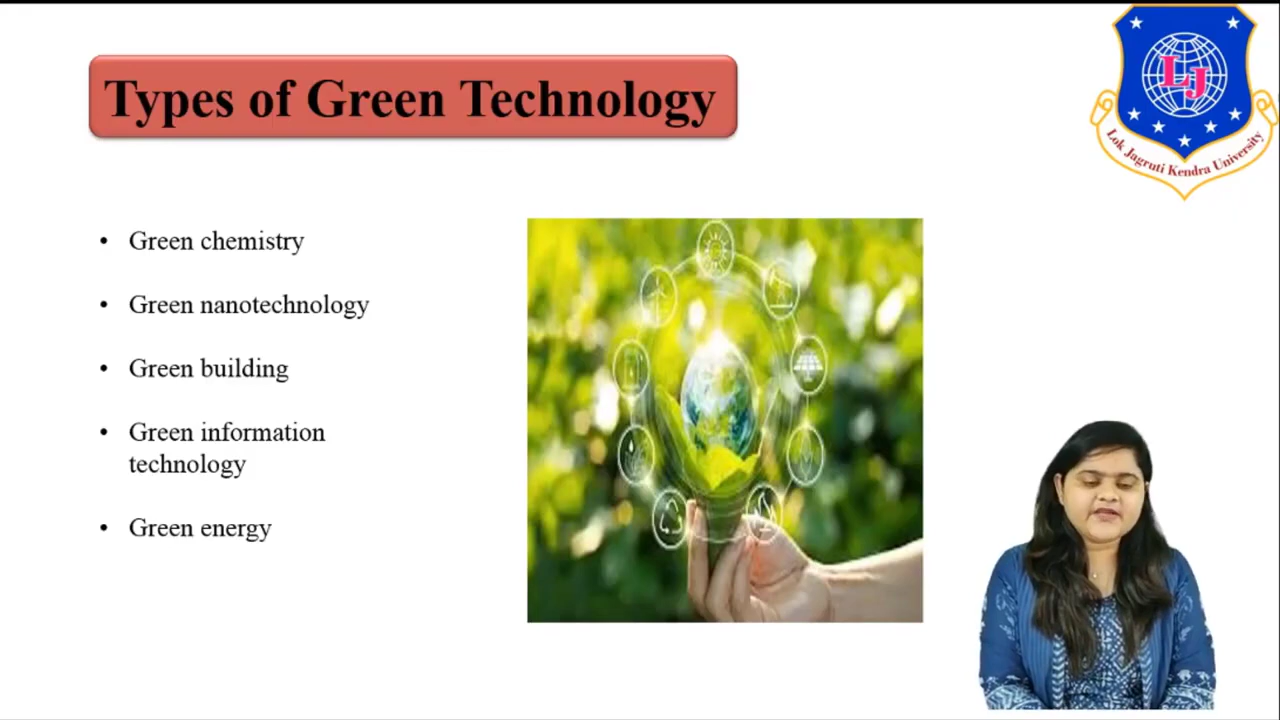 Types of Green Technology
LJ
Lok Jagruti Kendra University
• Green chemistry
• Green nanotechnology
• Green building
• Green information
technology
• Green energy